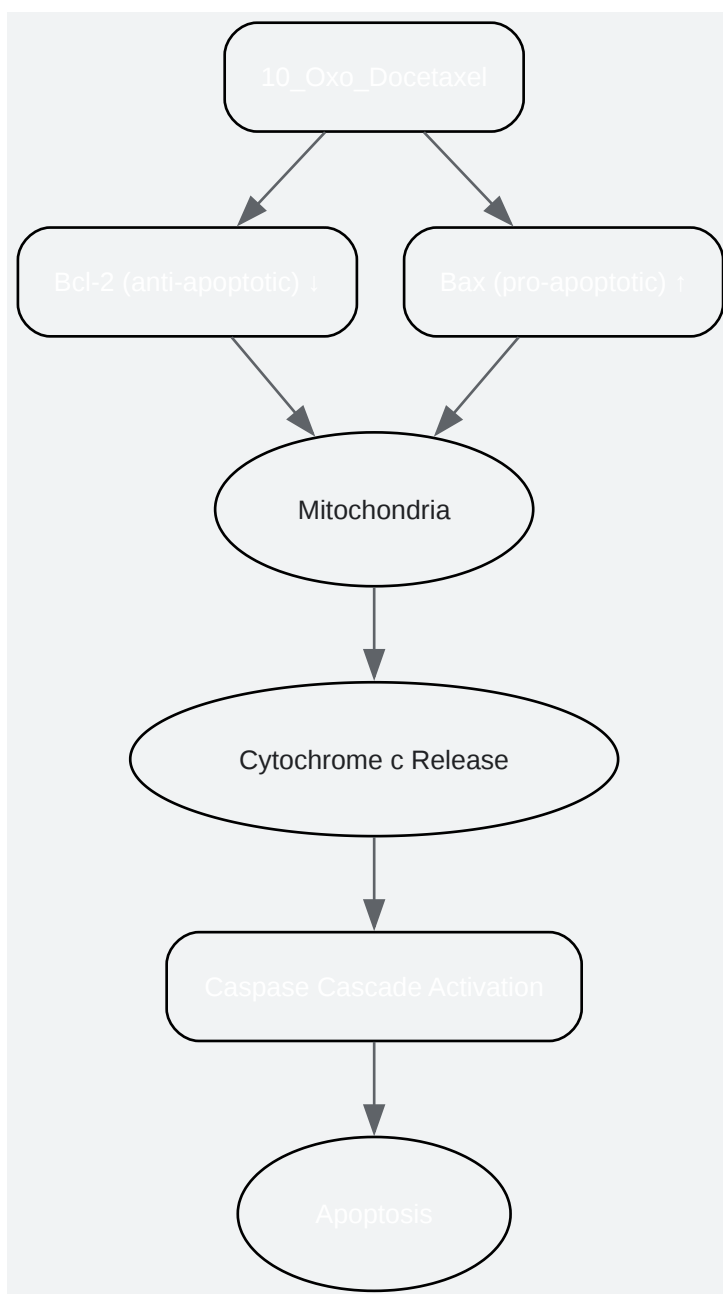 10_Oxo_Docetaxel
Bcl-2 (anti-apoptotic) ↓
Bax (pro-apoptotic) ↑
Mitochondria
Cytochrome c Release
Caspase Cascade Activation
Apoptosis